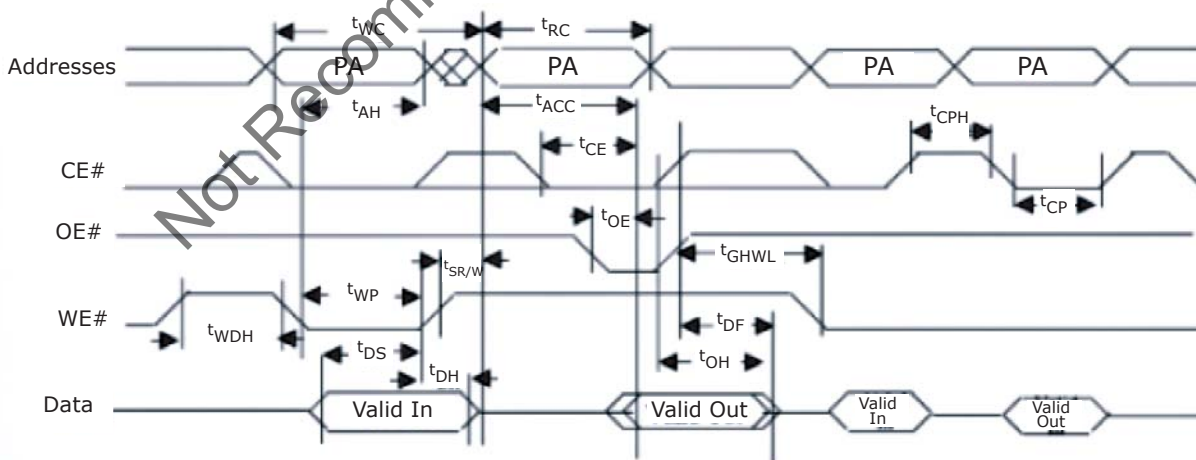 tWC
tRC
Addresses
PA
PA
PA
PA
tAH
tACC
tCPH
CE#
tCE
tCP
OE#
tOE
tSR/W
tGHWL
tWP
WE#
tWDH
tDF
tDS
tOH
tDH
Data
Valid In
Valid Out
Valid In
Valid Out
Not Recom